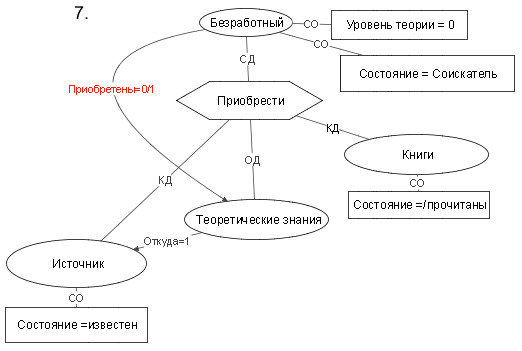 7.
Безработный
СО
Уровень теории = 0
СО
СД
Состояние = Соискатель
Приобретены=0/1
Приобрести
КД
Книги
ОД
КД
СО
Состояние =/прочитаны
Теоретические знания
Откуда=1
Источник
СО
Состояние =известен